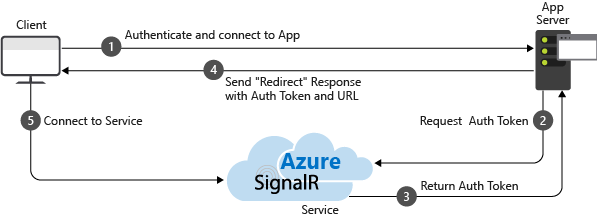 Client
App
Server
1
Authenticate and connect to App
4
Send "Redirect" Response
with Auth Token and URL
5
Connect to Service
Request Auth Token
2
Azure
SignalR
Service
3
Return Auth Token